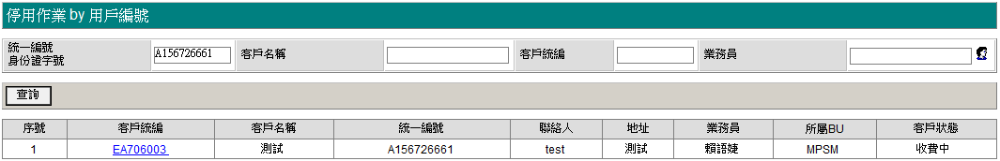 停用作業 by 用戶編號
統一編號
身份證字號 A156726661 客戶名稱 客戶統編 業務員
查詢
序號 客戶統編 客戶名稱 統一編號 聯絡人 地址 業務員 所屬BU 客戶狀態
1 EA706003 測試 A156726661 test 測試 賴語婕 MPSM 收費中